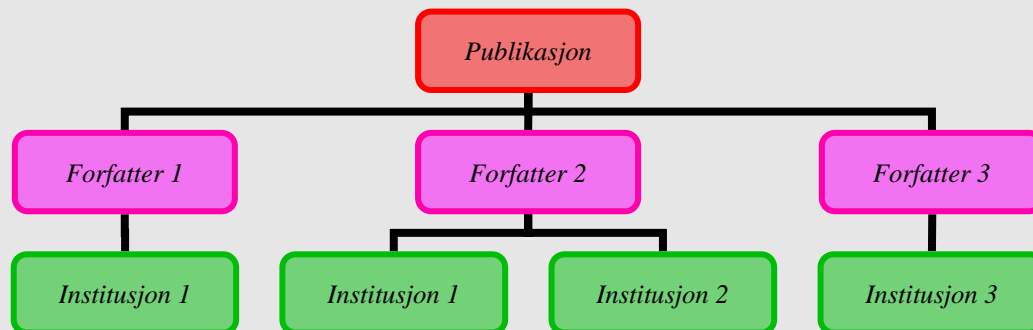 Publikasjon
Forfatter 1
Forfatter 2
Forfatter 3
Institusjon 1
Institusjon 1
Institusjon 2
Institusjon 3